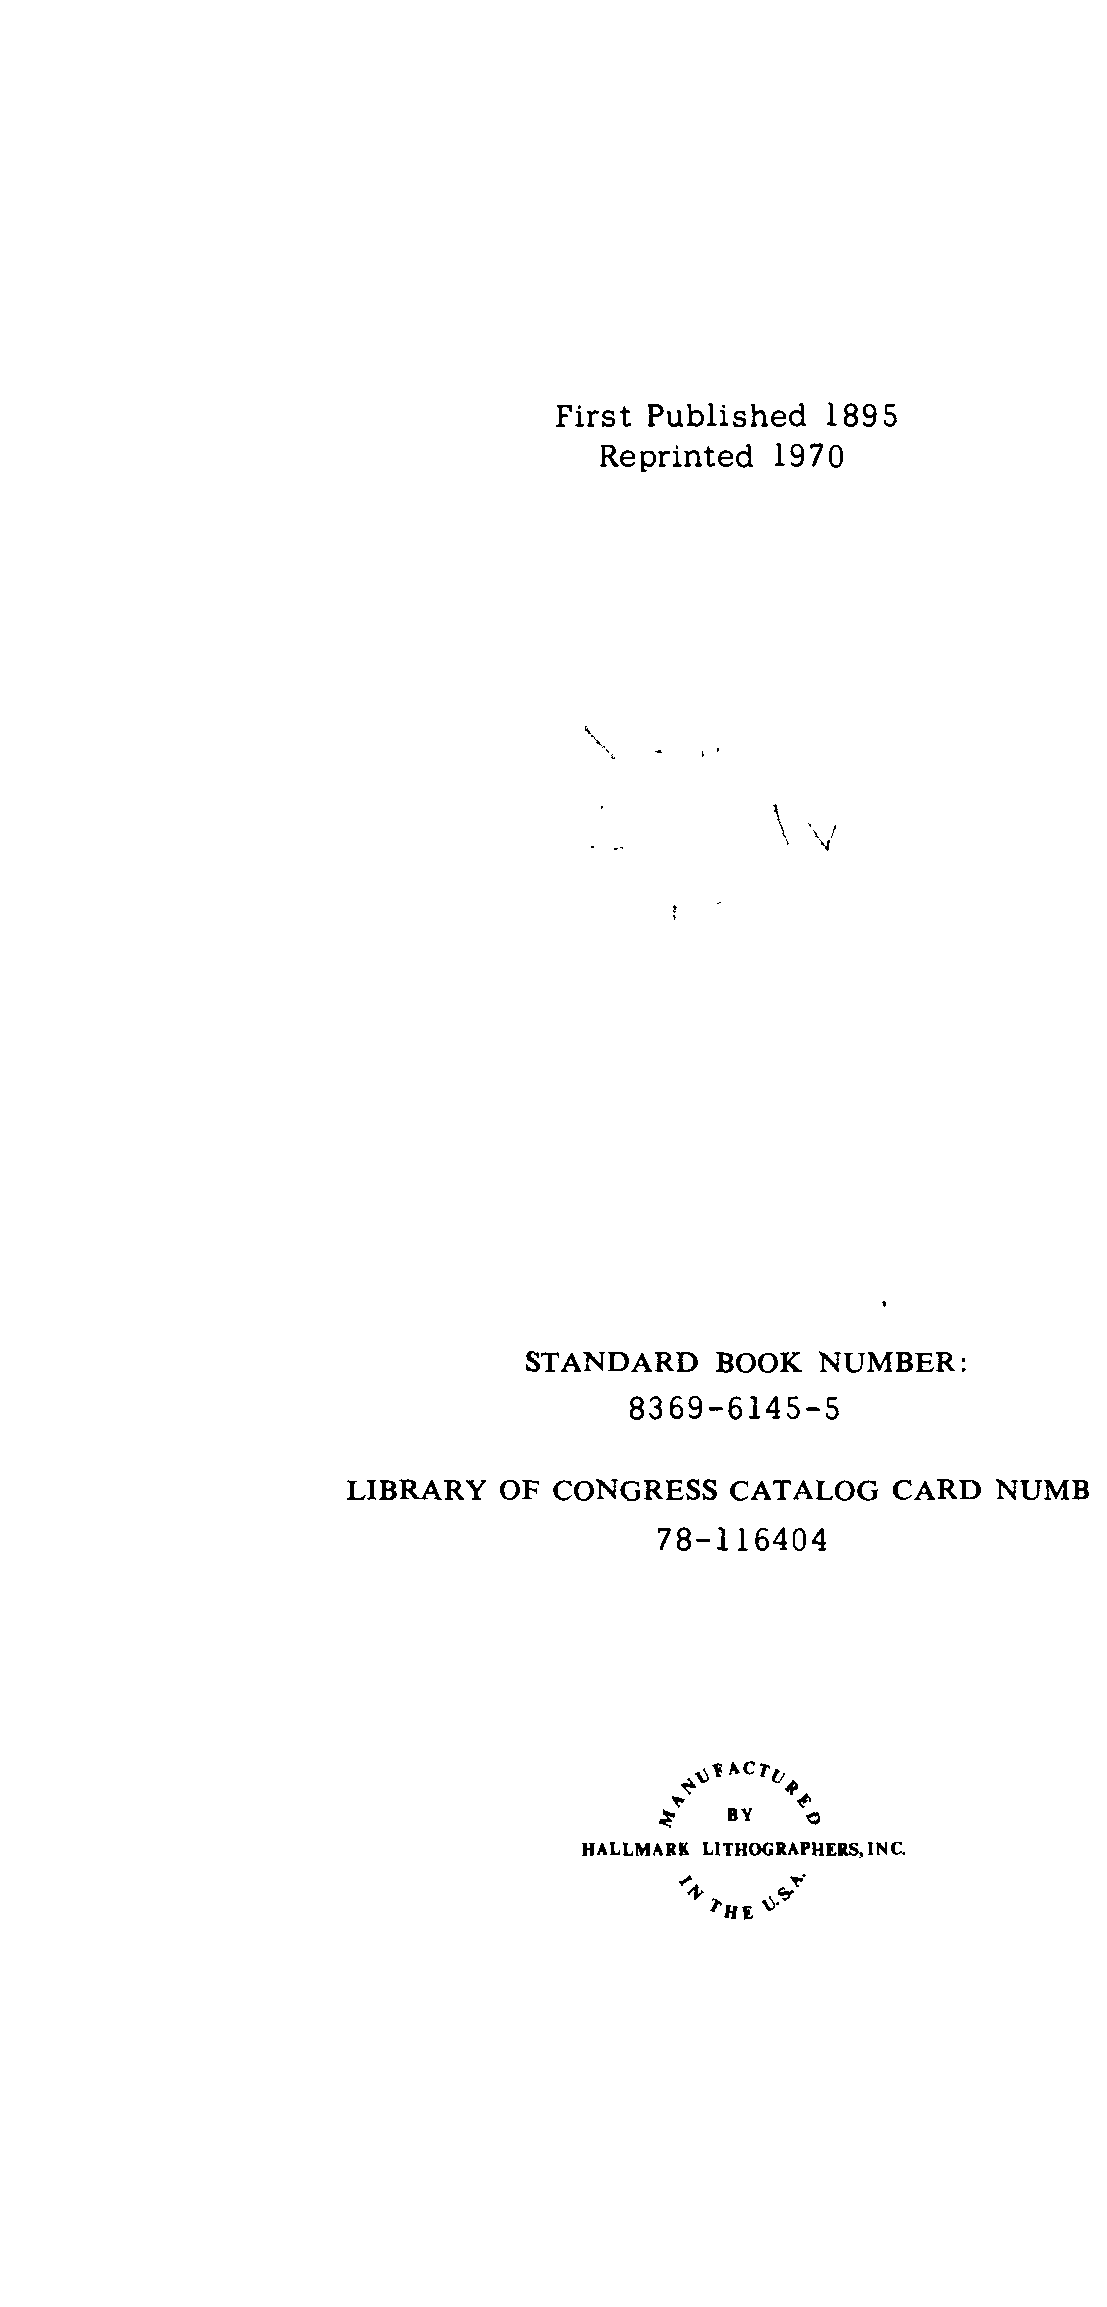 First Published 1895
Reprinted 1970
STANDARD BOOK NUMBER:
8369-6145-5
LIBRARY OF CONGRESS CATALOG CARD NUMB
78-116404
MANUFACTURED
BY
HALLMARK LITHOGRAPHERS, INC.
IN THE U.S.A.